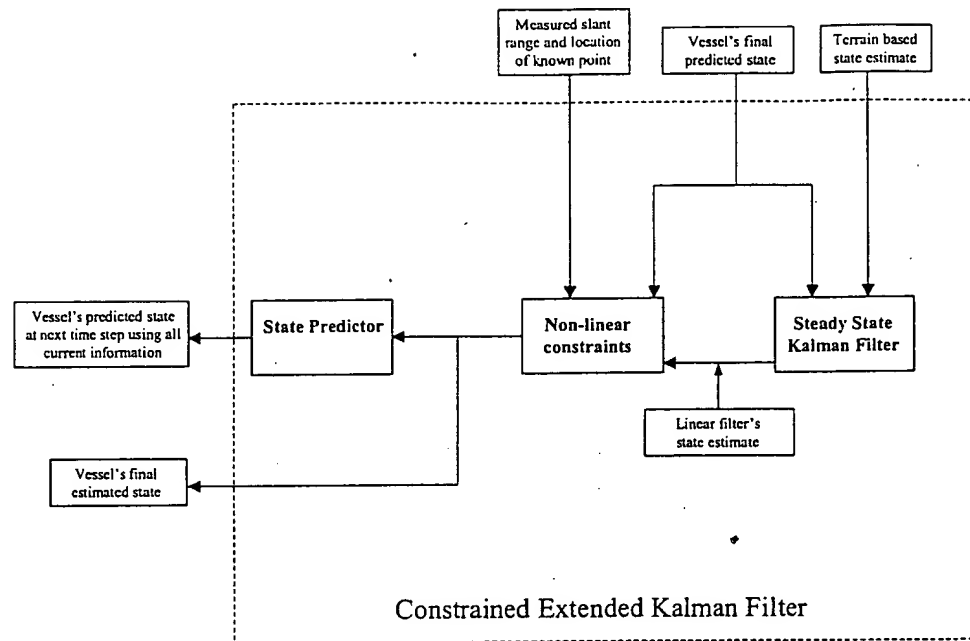 Measured slant
range and location
of known point
Vessel's final
predicted state
Terrain based
state estimate
Vessel's predicted state
at next time step using all
current information
State Predictor
Non-linear
constraints
Steady State
Kalman Filter
Linear filter's
state estimate
Vessel's final
estimated state
Constrained Extended Kalman Filter